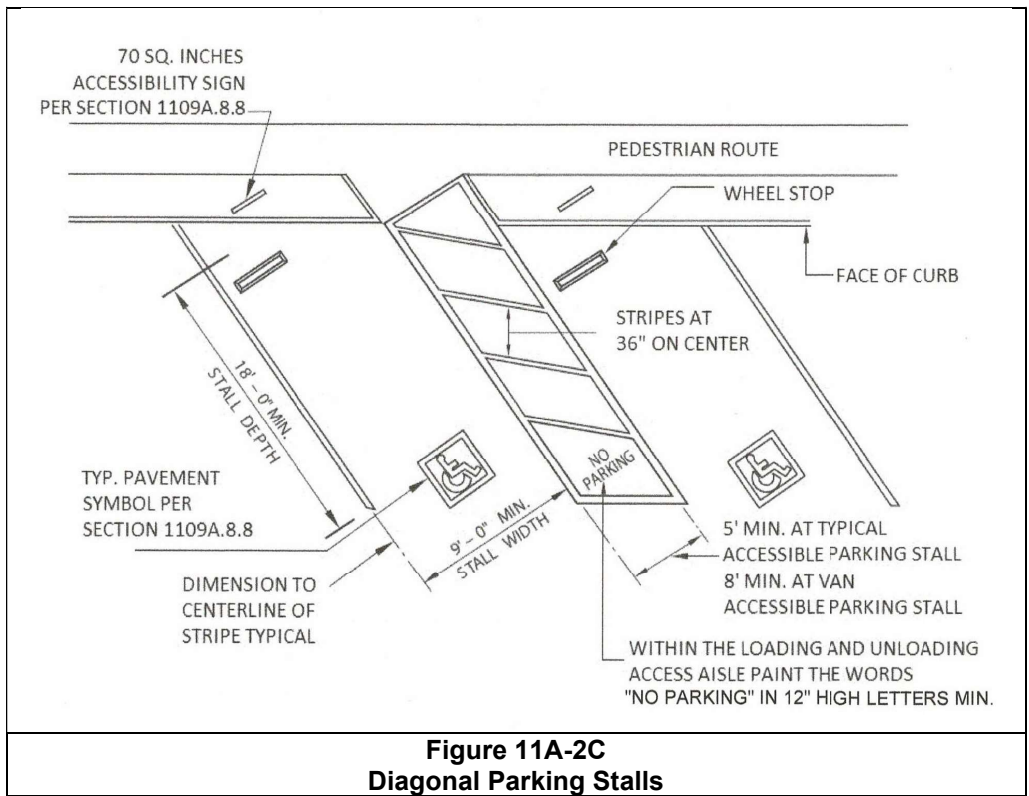 70 SQ. INCHES
ACCESSIBILITY SIGN
PER SECTION 1109A.8.8
PEDESTRIAN ROUTE
WHEEL STOP
FACE OF CURB
STRIPES AT
36" ON CENTER
18' – 0" MIN.
STALL DEPTH
NO
PARKING
TYP. PAVEMENT
SYMBOL PER
SECTION 1109A.8.8
9' – 0" MIN.
STALL WIDTH
5' MIN. AT TYPICAL
ACCESSIBLE PARKING STALL
8' MIN. AT VAN
ACCESSIBLE PARKING STALL
DIMENSION TO
CENTERLINE OF
STRIPE TYPICAL
WITHIN THE LOADING AND UNLOADING
ACCESS AISLE PAINT THE WORDS
"NO PARKING" IN 12" HIGH LETTERS MIN.
Figure 11A-2C
Diagonal Parking Stalls